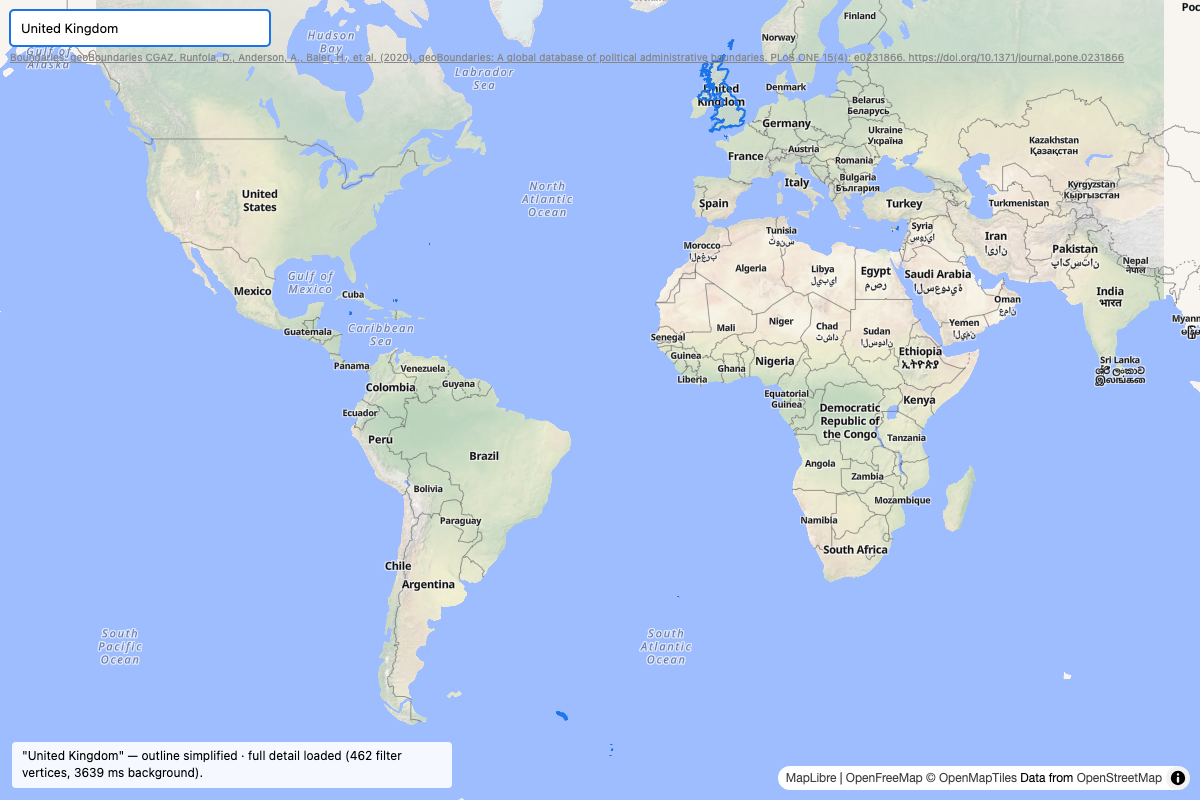 United Kingdom
Boundaries: geoBoundaries CGAZ. Runfola, D., Anderson, A., Baier, H., et al. (2020). geoBoundaries: A global database of political administrative boundaries. PLoS ONE 15(4): e0231866. https://doi.org/10.1371/journal.pone.0231866
Рос
Finland
Norway
Hudson
Bay
Gulf of
Alaska
Labrador
Sea
United
Kingdom
Denmark
Belarus
Беларусь
Germany
Ukraine
Україна
Austria
Kazakhstan
Қазақстан
France
Romania
Italy
Bulgaria
България
Kyrgyzstan
Кыргызстан
North
Atlantic
Ocean
United
States
Spain
Turkey
Turkmenistan
Tunisia
تونس
Syria
سوريا
Morocco
المغرب
Iran
ایران
Pakistan
پاکستان
Nepal
नेपाल
Algeria
Libya
ليبيا
Egypt
مصر
Saudi Arabia
السعودية
Gulf of
Mexico
Mexico
Cuba
India
भारत
Oman
عمان
Caribbean
Sea
Guatemala
Mali
Niger
Chad
تشاد
Sudan
السودان
Yemen
اليمن
Myanm
Senegal
Guinea
Nigeria
Ethiopia
ኢትዮጵያ
Panama
Venezuela
Ghana
Liberia
Sri Lanka
ශ්‍රී ලංකාව
இலங்கை
Colombia
Guyana
Equatorial
Guinea
Kenya
Ecuador
Democratic
Republic of
the Congo
Peru
Brazil
Tanzania
Angola
Zambia
Bolivia
Mozambique
Paraguay
Namibia
South Africa
Chile
Argentina
South
Pacific
Ocean
South
Atlantic
Ocean
"United Kingdom" — outline simplified · full detail loaded (462 filter
vertices, 3639 ms background).
MapLibre | OpenFreeMap © OpenMapTiles Data from OpenStreetMap